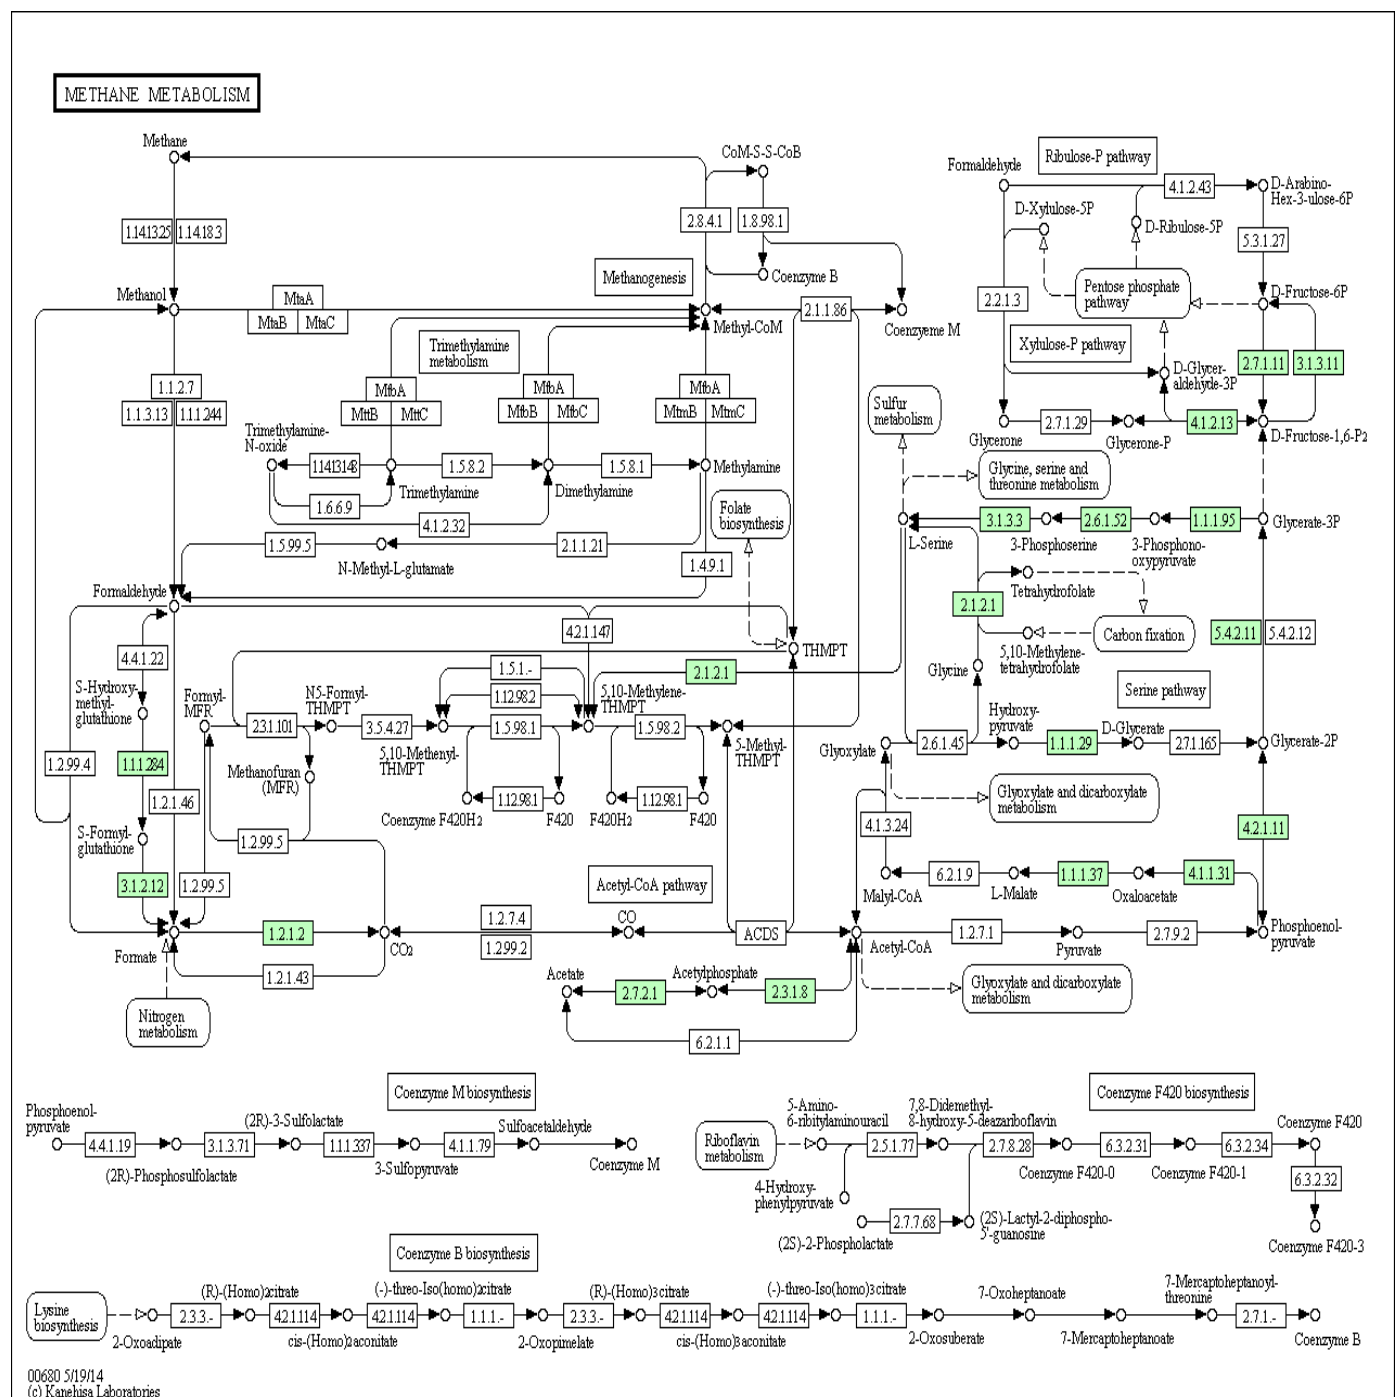 METHANE METABOLISM
Methane
CoM-S-S-CoB
Formaldehyde
Ribulose-P pathway
4.1.2.43
D-Arabino-
Hex-3-ulose-6P
D-Xylulose-5P
D-Ribulose-5P
1.14.13.25
1.14.18.3
2.8.4.1
1.8.98.1
5.3.1.27
Methanogenesis
Coenzyme B
Methanol
MtaA
MtaB
MtaC
Methyl-CoM
2.1.1.86
Coenzyeme M
2.2.1.3
Pentose phosphate
pathway
D-Fructose-6P
Trimethylamine
metabolism
Xylulose-P pathway
2.7.1.11
3.1.3.11
D-Glycer-
aldehyde-3P
1.1.2.7
1.1.3.13
1.1.1.244
MtbA
MttB
MttC
MtbA
MtbB
MtbC
MtbA
MtmB
MtmC
Sulfur
metabolism
Glycerone
2.7.1.29
Glycerone-P
4.1.2.13
D-Fructose-1,6-P2
Trimethylamine-
N-oxide
1.14.13.148
Trimethylamine
1.5.8.2
Dimethylamine
1.5.8.1
Methylamine
1.6.6.9
4.1.2.32
Glycine, serine and
threonine metabolism
Folate
biosynthesis
L-Serine
3.1.3.3
3-Phosphoserine
2.6.1.52
3-Phosphono-
oxypyruvate
1.1.1.95
Glycerate-3P
1.5.99.5
N-Methyl-L-glutamate
2.1.1.21
1.4.9.1
Formaldehyde
Tetrahydrofolate
2.1.2.1
Carbon fixation
5.4.2.11
5.4.2.12
4.2.1.147
THMPT
5,10-Methylene-
tetrahydrofolate
4.4.1.22
2.1.2.1
Glycine
Serine pathway
1.5.1.-
1.12.98.2
S-Hydroxy-
methyl-
glutathione
Formyl-
MFR
2.3.1.101
N5-Formyl-
THMPT
3.5.4.27
5,10-Methenyl-
THMPT
1.5.98.1
5,10-Methylene-
THMPT
1.5.98.2
5-Methyl-
THMPT
Glyoxylate
2.6.1.45
Hydroxy-
pyruvate
1.1.1.29
D-Glycerate
2.7.1.165
Glycerate-2P
1.2.99.4
1.1.1.284
Methanofuran
(MFR)
1.2.1.46
Coenzyme F420H2
1.12.98.1
F420
F420H2
1.12.98.1
F420
Glyoxylate and dicarboxylate
metabolism
S-Formyl-
glutathione
1.2.99.5
4.1.3.24
4.2.1.11
3.1.2.12
1.2.99.5
Acetyl-CoA pathway
Malyl-CoA
6.2.1.9
L-Malate
1.1.1.37
Oxaloacetate
4.1.1.31
Formate
1.2.1.2
CO2
1.2.7.4
1.2.99.2
CO
ACDS
Acetyl-CoA
1.2.7.1
Pyruvate
2.7.9.2
Phosphoenol-
pyruvate
1.2.1.43
Acetate
2.7.2.1
Acetylphosphate
2.3.1.8
Glyoxylate and dicarboxylate
metabolism
Nitrogen
metabolism
6.2.1.1
Coenzyme M biosynthesis
Phosphoenol-
pyruvate
4.4.1.19
(2R)-Phosphosulfolactate
3.1.3.71
(2R)-3-Sulfolactate
1.1.1.337
3-Sulfopyruvate
4.1.1.79
Sulfoacetaldehyde
Coenzyme M
Coenzyme F420 biosynthesis
Riboflavin
metabolism
5-Amino-
6-ribitylaminouracil
2.5.1.77
7,8-Didemethyl-
8-hydroxy-5-deazariboflavin
2.7.8.28
Coenzyme F420-0
6.3.2.31
Coenzyme F420-1
6.3.2.34
Coenzyme F420
6.3.2.32
4-Hydroxy-
phenylpyruvate
(2S)-2-Phospholactate
2.7.7.68
(2S)-Lactyl-2-diphospho-
5'-guanosine
Coenzyme F420-3
Coenzyme B biosynthesis
Lysine
biosynthesis
2-Oxoadipate
2.3.3.-
(R)-(Homo)2citrate
4.2.1.114
cis-(Homo)2aconitate
4.2.1.114
(-)-threo-Iso(homo)2citrate
1.1.1.-
2-Oxopimelate
2.3.3.-
(R)-(Homo)3citrate
4.2.1.114
cis-(Homo)3aconitate
4.2.1.114
(-)-threo-Iso(homo)3citrate
1.1.1.-
2-Oxosuberate
7-Oxoheptanoate
7-Mercaptoheptanoate
7-Mercaptoheptanoyl-
threonine
2.7.1.-
Coenzyme B
00680 5/19/14
(c) Kanehisa Laboratories